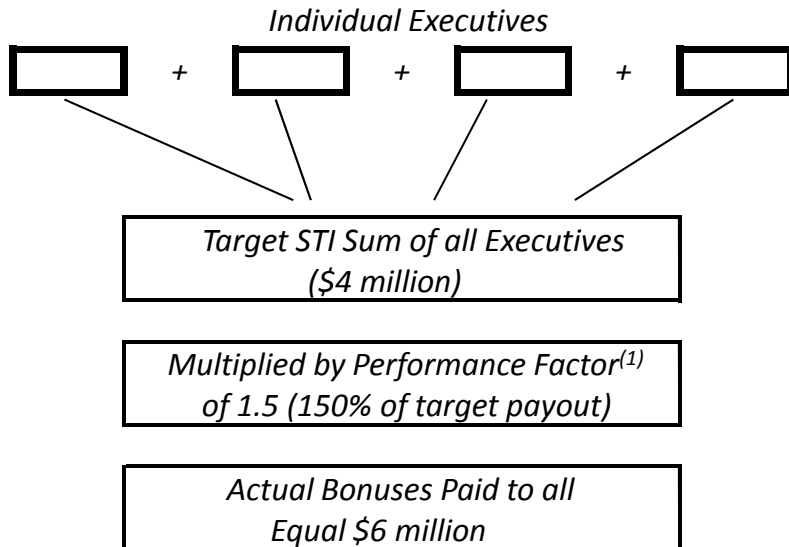 Individual Executives
+ + +
Target STI Sum of all Executives
($4 million)
Multiplied by Performance Factor(1)
of 1.5 (150% of target payout)
Actual Bonuses Paid to all
Equal $6 million